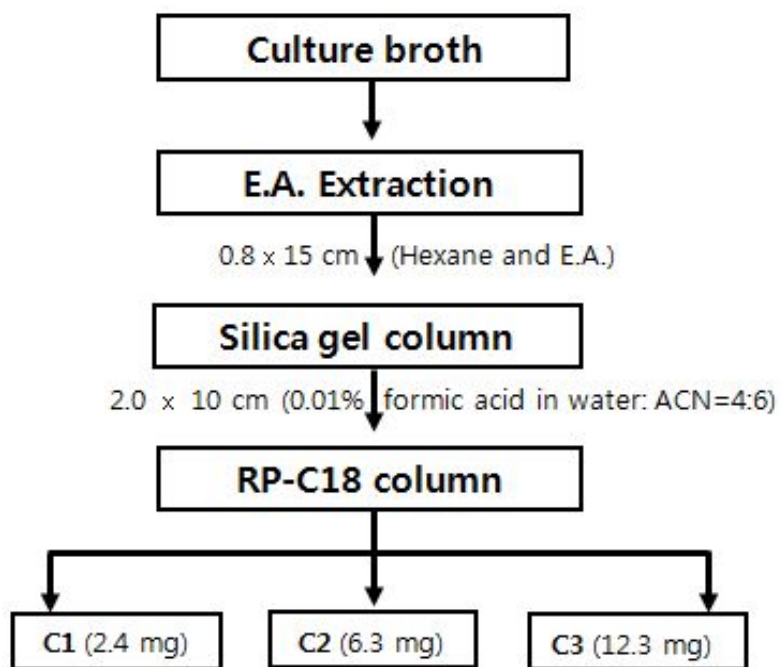 Culture broth
E.A. Extraction
0.8 x 15 cm (Hexane and E.A.)
Silica gel column
2.0 x 10 cm (0.01% formic acid in water: ACN=4:6)
RP-C18 column
C1 (2.4 mg) C2 (6.3 mg) C3 (12.3 mg)